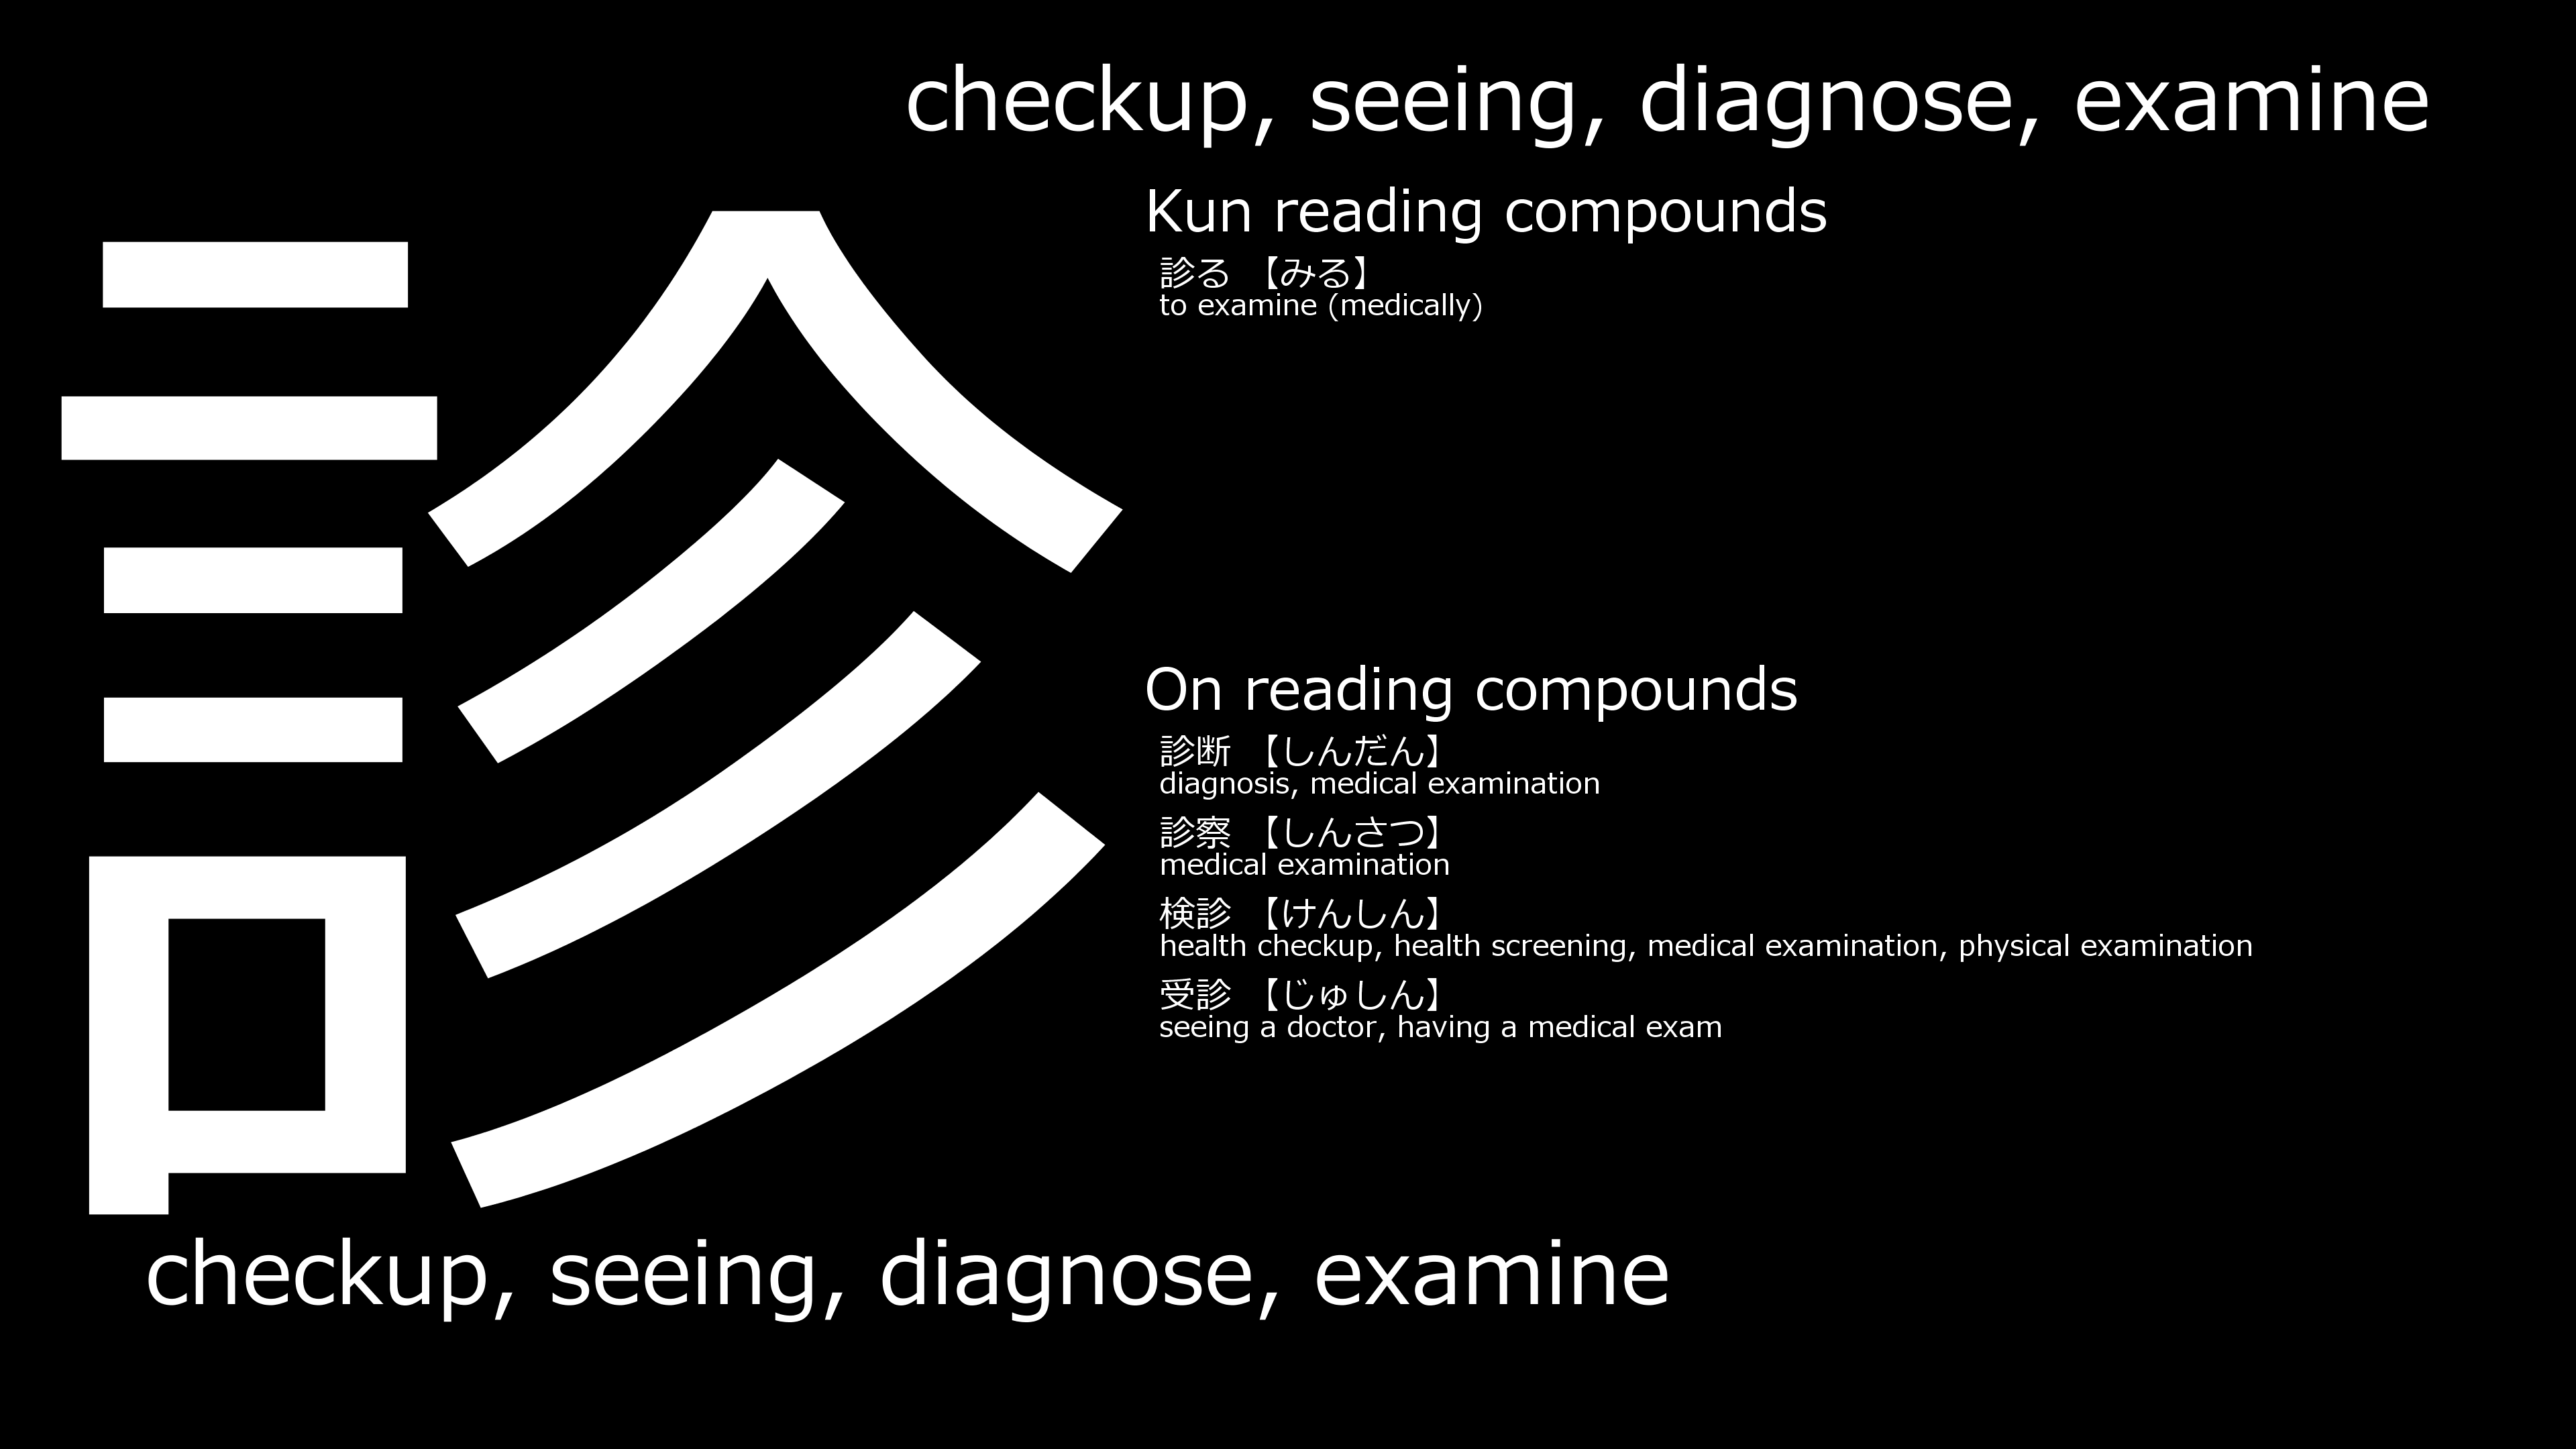 checkup, seeing, diagnose, examine
診
Kun reading compounds
診る 【みる】
to examine (medically)
On reading compounds
診断 【しんだん】
diagnosis, medical examination
診察 【しんさつ】
medical examination
検診 【けんしん】
health checkup, health screening, medical examination, physical examination
受診 【じゅしん】
seeing a doctor, having a medical exam
checkup, seeing, diagnose, examine